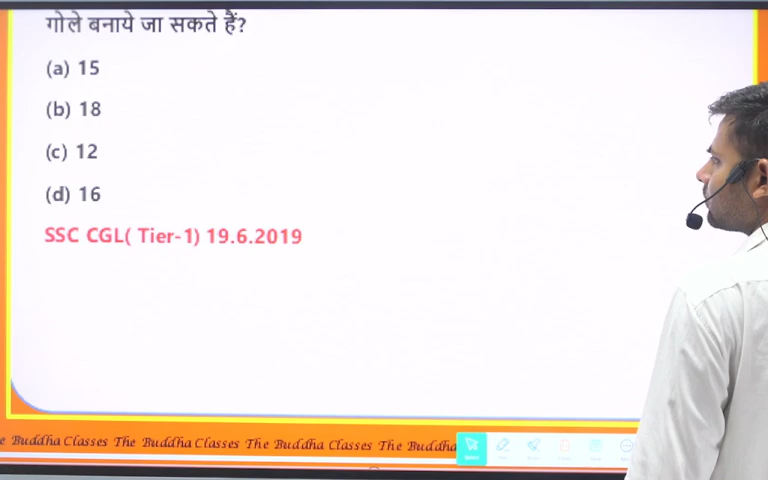 गोले बनाये जा सकते हैं?
(a) 15
(b) 18
(c) 12
(d) 16
SSC CGL( Tier-1) 19.6.2019
e Buddha Classes The Buddha Classes The Buddha Classes The Buddha